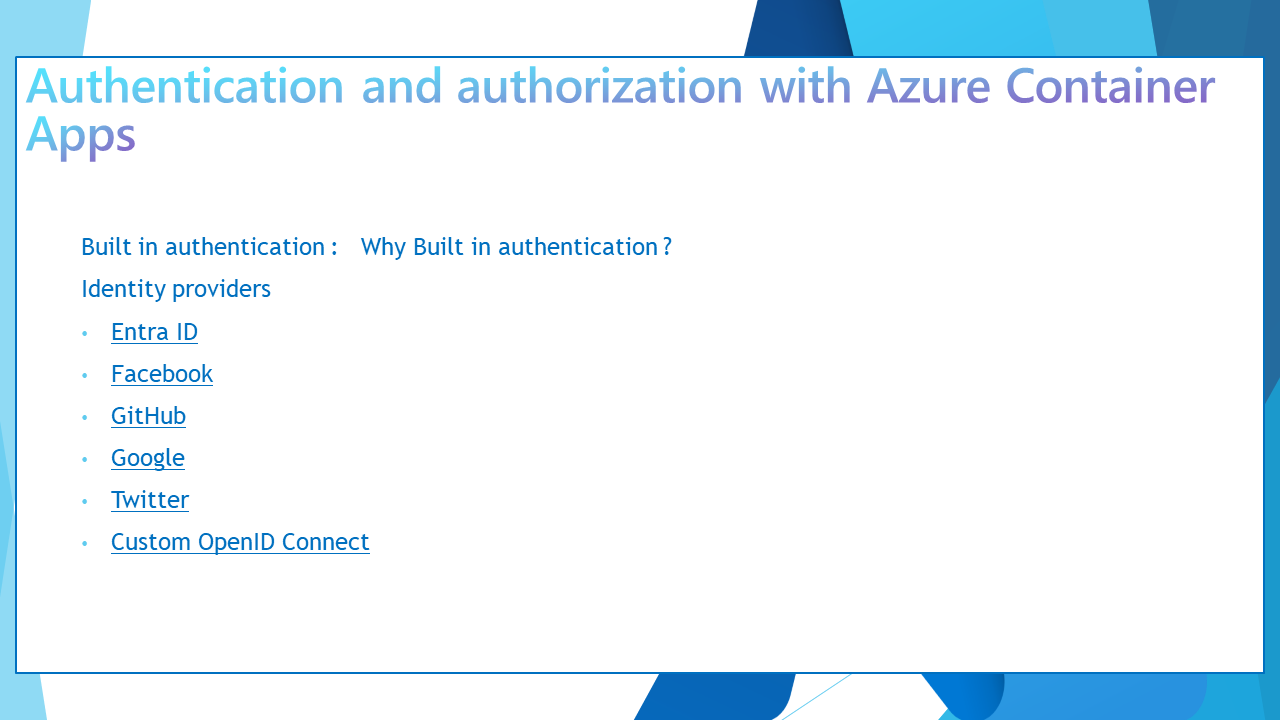 Authentication and authorization with Azure Container
Apps
Built in authentication : Why Built in authentication ?
Identity providers
• Entra ID
• Facebook
• GitHub
• Google
• Twitter
• Custom OpenID Connect